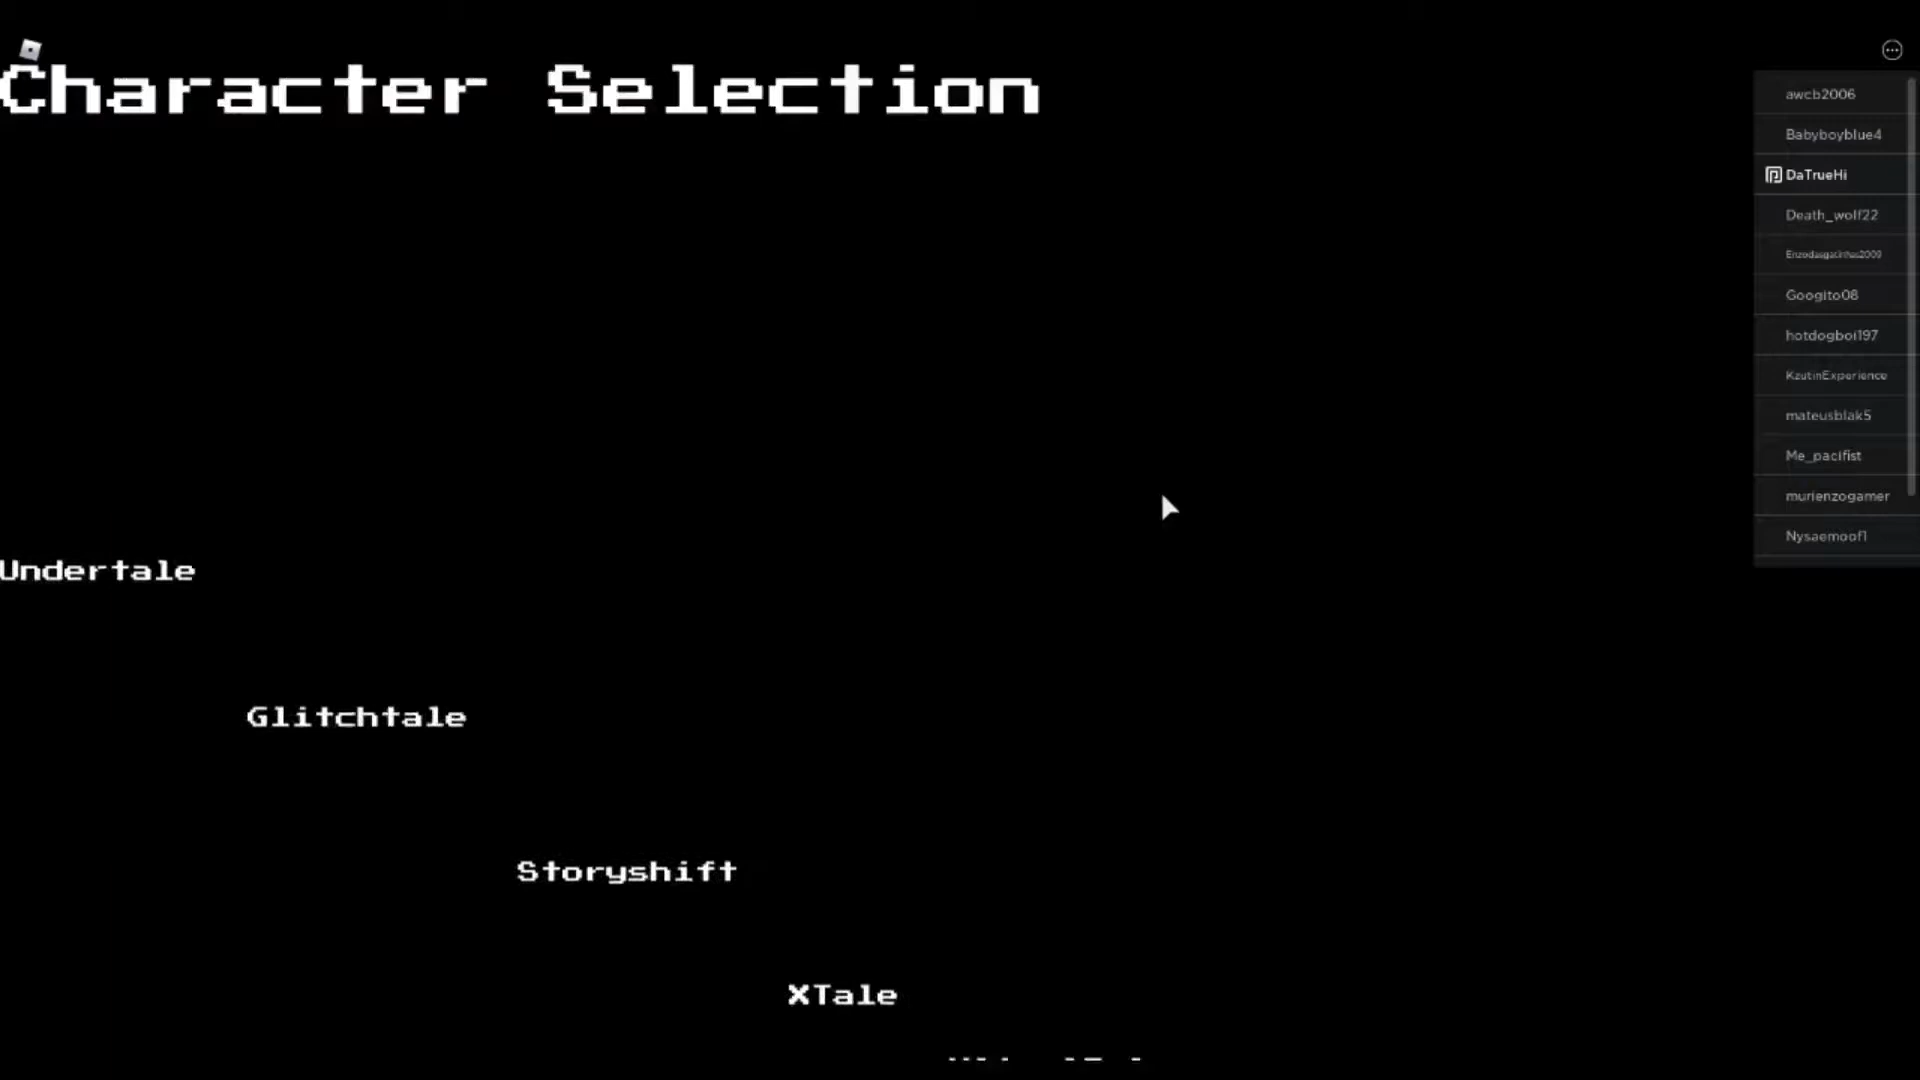 Character Selection
awcb2006
Babyboyblue4
DaTrueHi
Death_wolf22
Googito08
hotdogboi197
KzutinExperience
mateusblak5
Me_pacifist
murienzogamer
Nysaemoof1
Undertale
Glitchtale
Storyshift
XTale